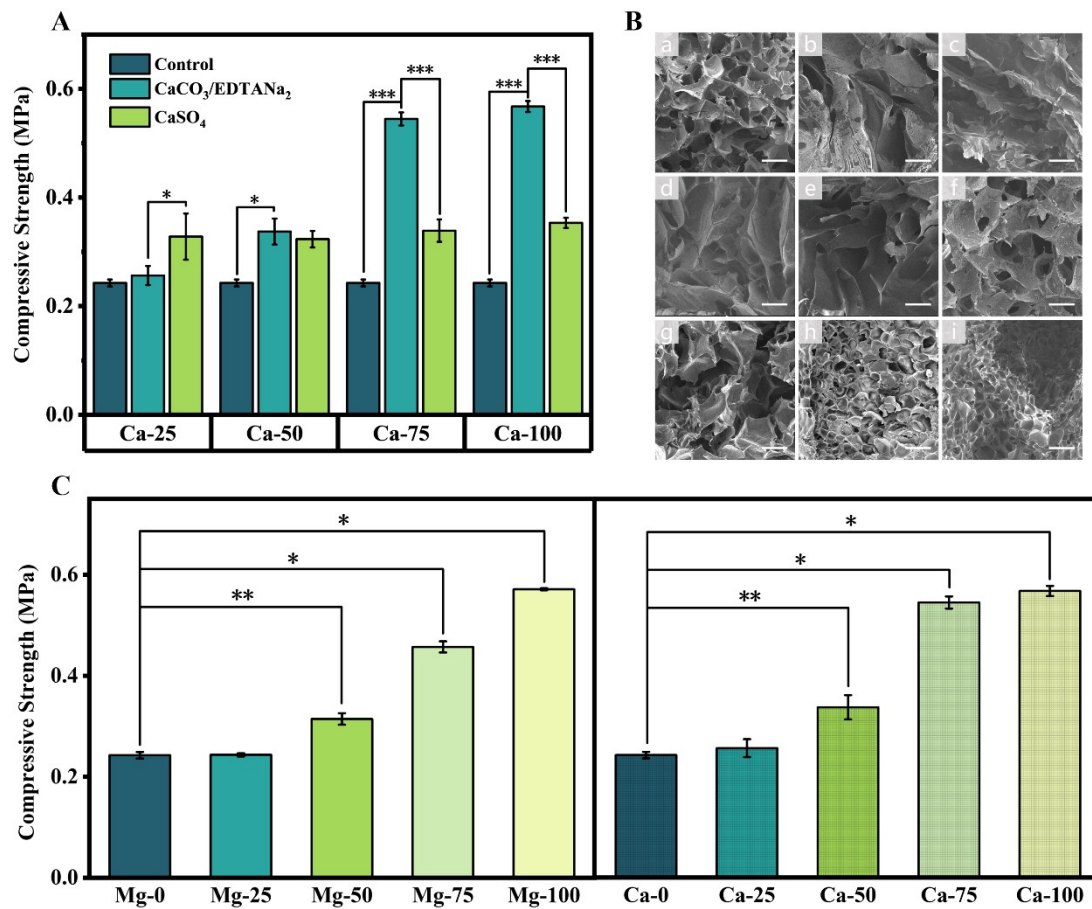 A
Compressive Strength (MPa)
0.6
0.4
0.2
0.0
Control
CaCO₃/EDTANa₂
CaSO₄
*
*
***
***
***
***
Ca-25
Ca-50
Ca-75
Ca-100
B
a
b
c
d
e
f
g
h
i
C
Compressive Strength (MPa)
0.6
0.4
0.2
0.0
*
*
**
Mg-0
Mg-25
Mg-50
Mg-75
Mg-100
*
*
**
Ca-0
Ca-25
Ca-50
Ca-75
Ca-100